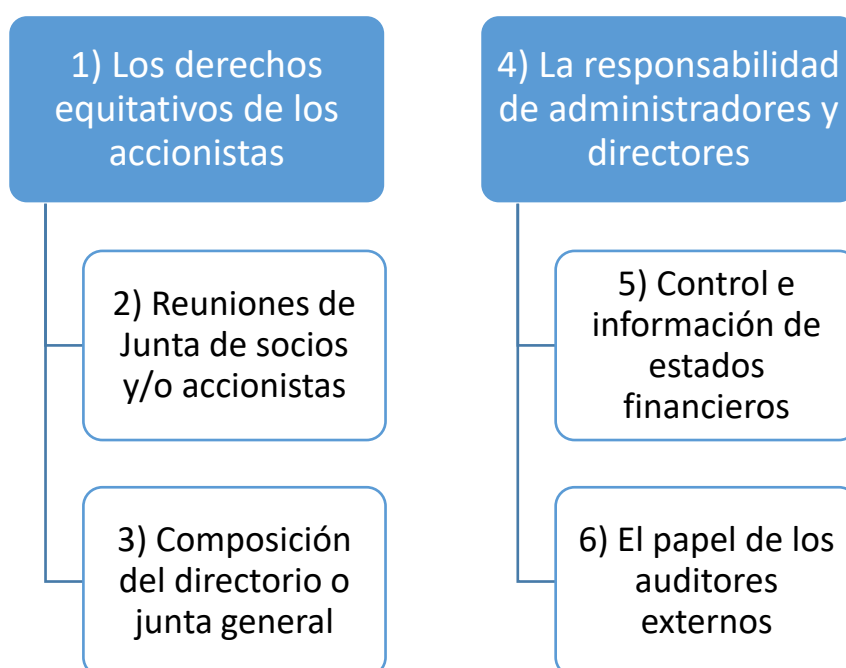 1) Los derechos
equitativos de los
accionistas
2) Reuniones de
Junta de socios
y/o accionistas
3) Composición
del directorio o
junta general
4) La responsabilidad
de administradores y
directores
5) Control e
información de
estados
financieros
6) El papel de los
auditores
externos